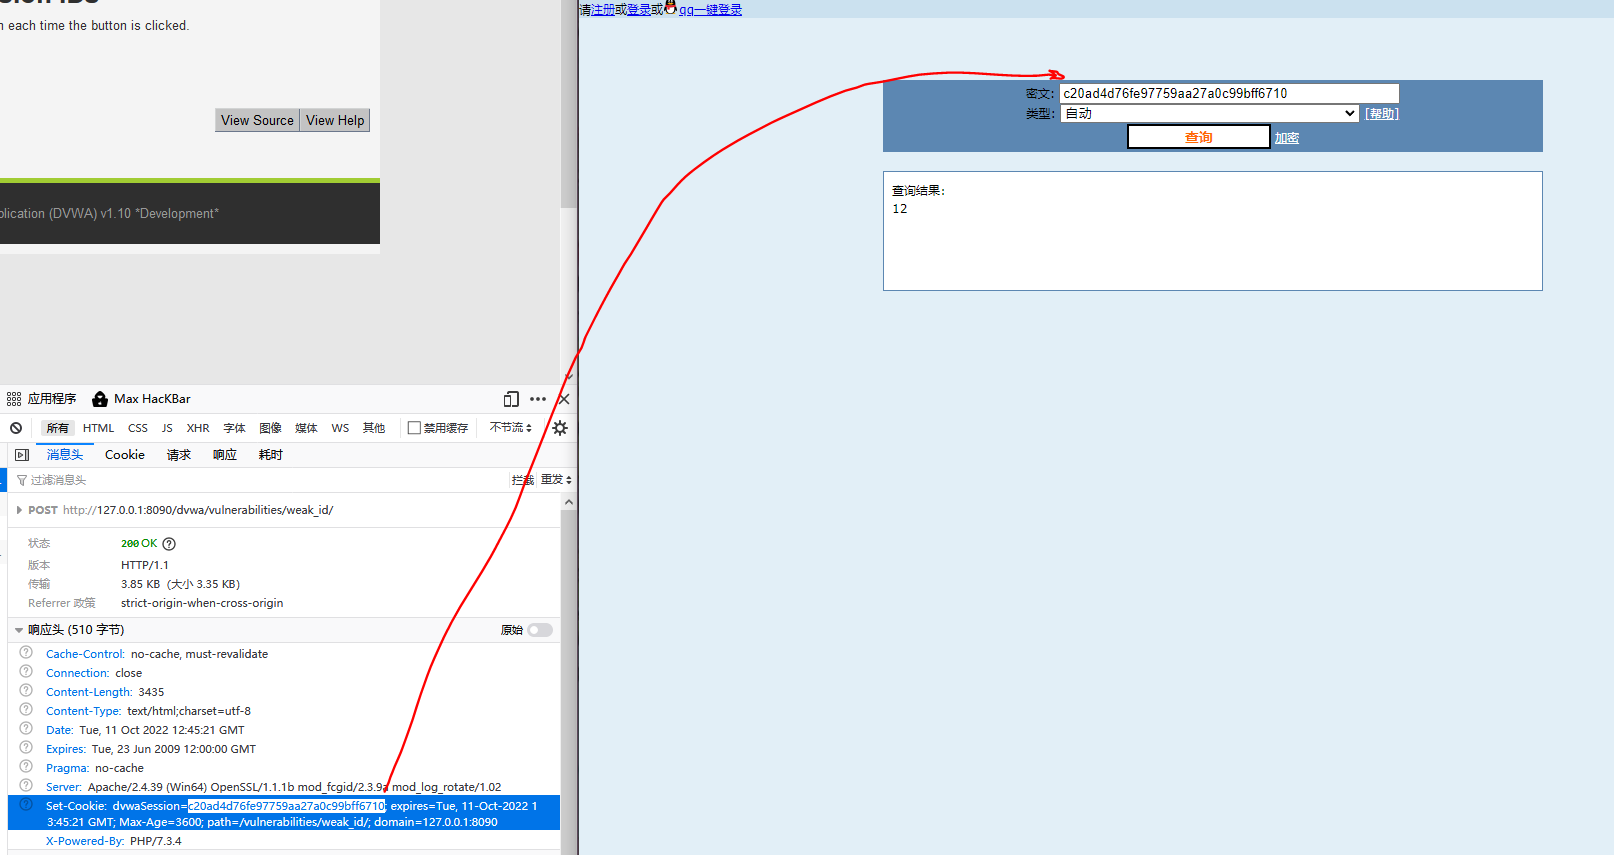 n each time the button is clicked.
View Source View Help
plication (DVWA) v1.10 *Development*
应用程序 Max HacKBar
所有 HTML CSS JS XHR 字体 图像 媒体 WS 其他 禁用缓存 不节流
消息头 Cookie 请求 响应 耗时
过滤消息头 拦截 重发
POST http://127.0.0.1:8090/dvwa/vulnerabilities/weak_id/
状态 200 OK
版本 HTTP/1.1
传输 3.85 KB (大小 3.35 KB)
Referrer 政策 strict-origin-when-cross-origin
响应头 (510 字节) 原始
Cache-Control: no-cache, must-revalidate
Connection: close
Content-Length: 3435
Content-Type: text/html;charset=utf-8
Date: Tue, 11 Oct 2022 12:45:21 GMT
Expires: Tue, 23 Jun 2009 12:00:00 GMT
Pragma: no-cache
Server: Apache/2.4.39 (Win64) OpenSSL/1.1.1b mod_fcgid/2.3.9a mod_log_rotate/1.02
Set-Cookie: dvwaSession=c20ad4d76fe97759aa27a0c99bff6710; expires=Tue, 11-Oct-2022 1
3:45:21 GMT; Max-Age=3600; path=/vulnerabilities/weak_id/; domain=127.0.0.1:8090
X-Powered-By: PHP/7.3.4
请注册或登录或qq一键登录
密文: c20ad4d76fe97759aa27a0c99bff6710
类型: 自动 [帮助]
查询 加密
查询结果:
12